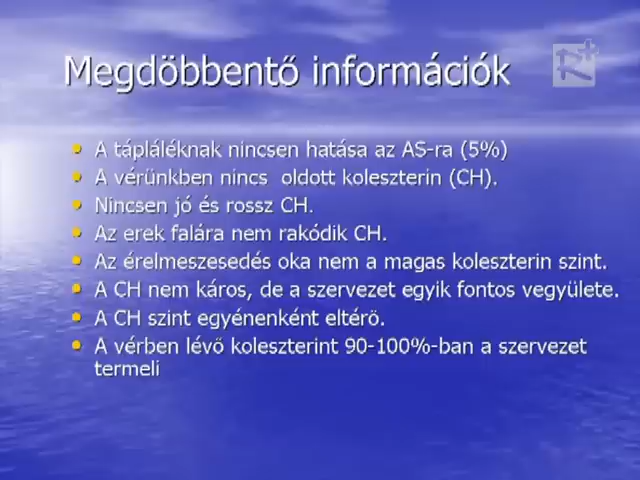 Megdöbbentő információk
R+
• A tápláléknak nincsen hatása az AS-ra (5%)
• A vérünkben nincs oldott koleszterin (CH).
• Nincsen jó és rossz CH.
• Az erek falára nem rakódik CH.
• Az érelmeszesedés oka nem a magas koleszterin szint.
• A CH nem káros, de a szervezet egyik fontos vegyülete.
• A CH szint egyénenként eltérő.
• A vérben lévő koleszterint 90-100%-ban a szervezet
termeli